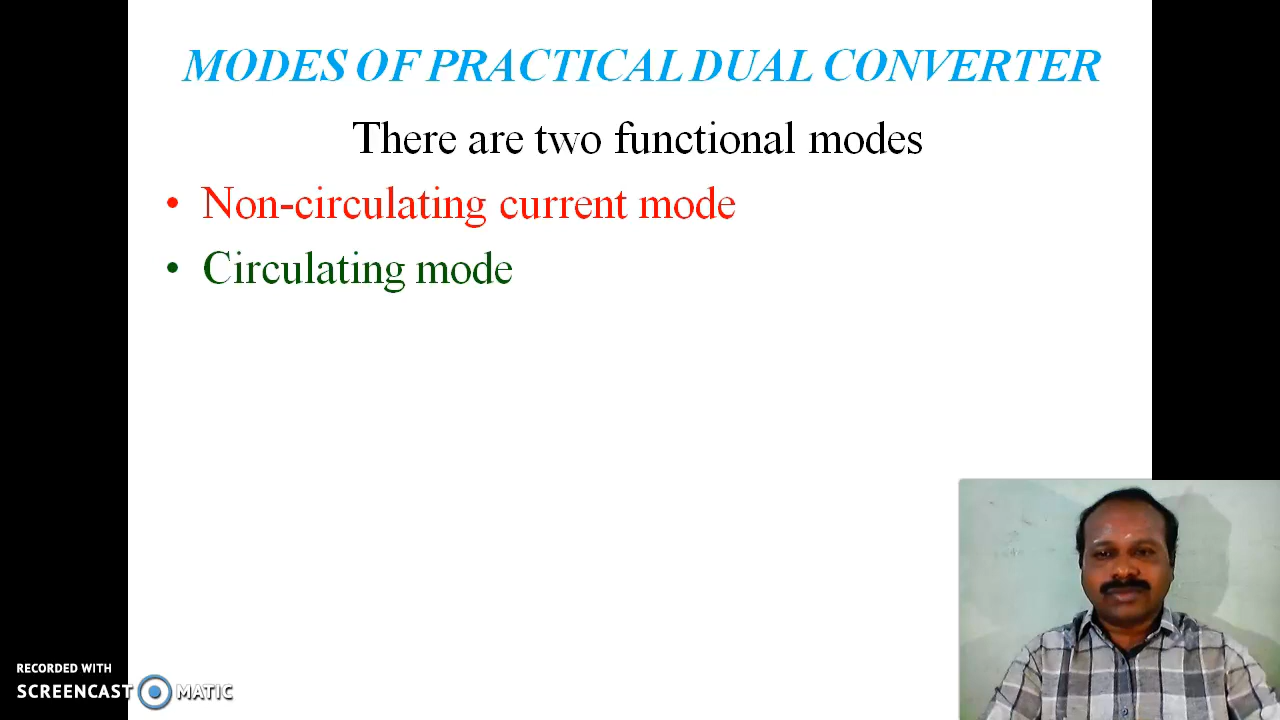 MODES OF PRACTICAL DUAL CONVERTER
There are two functional modes
• Non-circulating current mode
• Circulating mode
RECORDED WITH
SCREENCAST MATIC